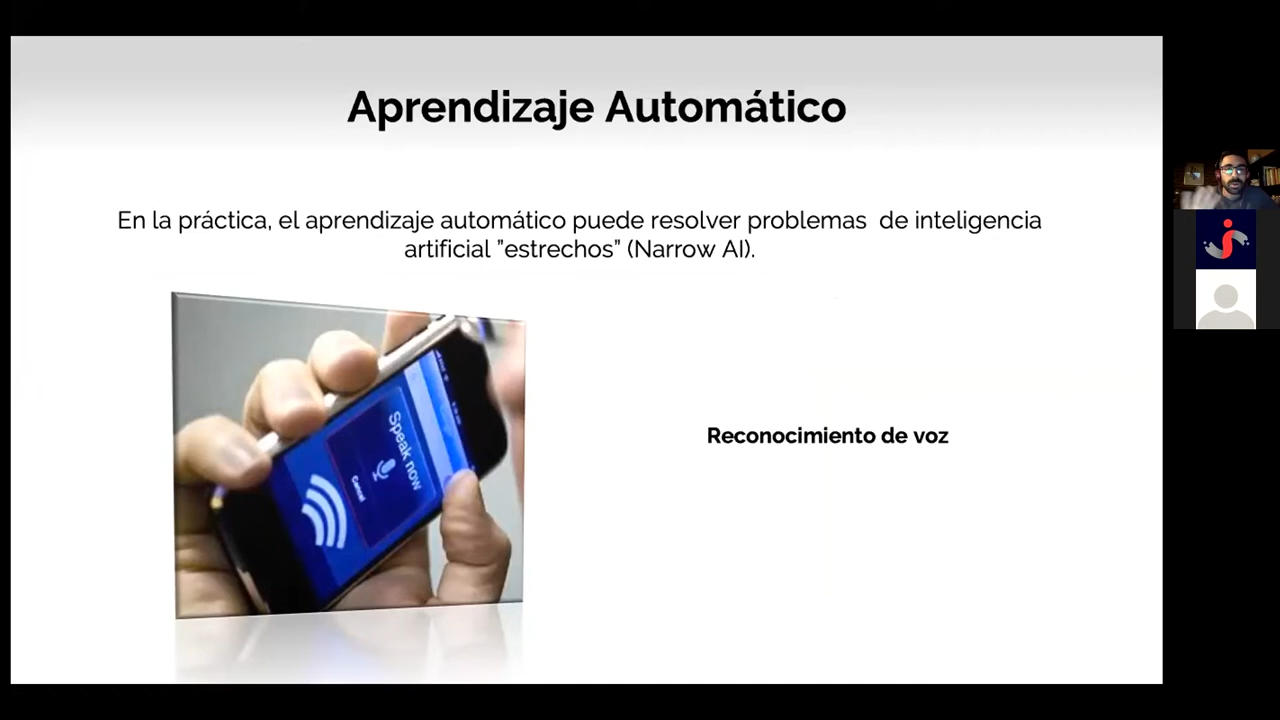 Aprendizaje Automático
En la práctica, el aprendizaje automático puede resolver problemas  de inteligencia
artificial ”estrechos” (Narrow AI).
Speak now
Cancel
Reconocimiento de voz